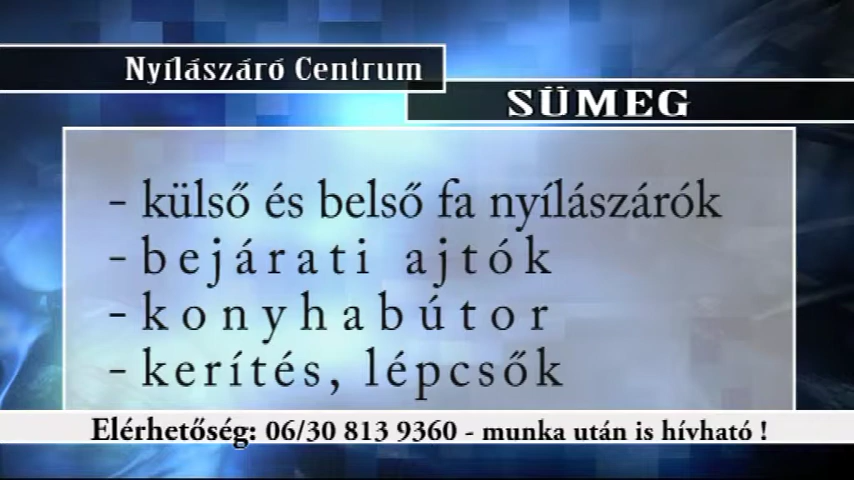 Nyílászáró Centrum
SÜMEG
- külső és belső fa nyílászárók
- bejárati ajtók
- konyhabútor
- kerítés, lépcsők
Elérhetőség: 06/30 813 9360 - munka után is hívható !